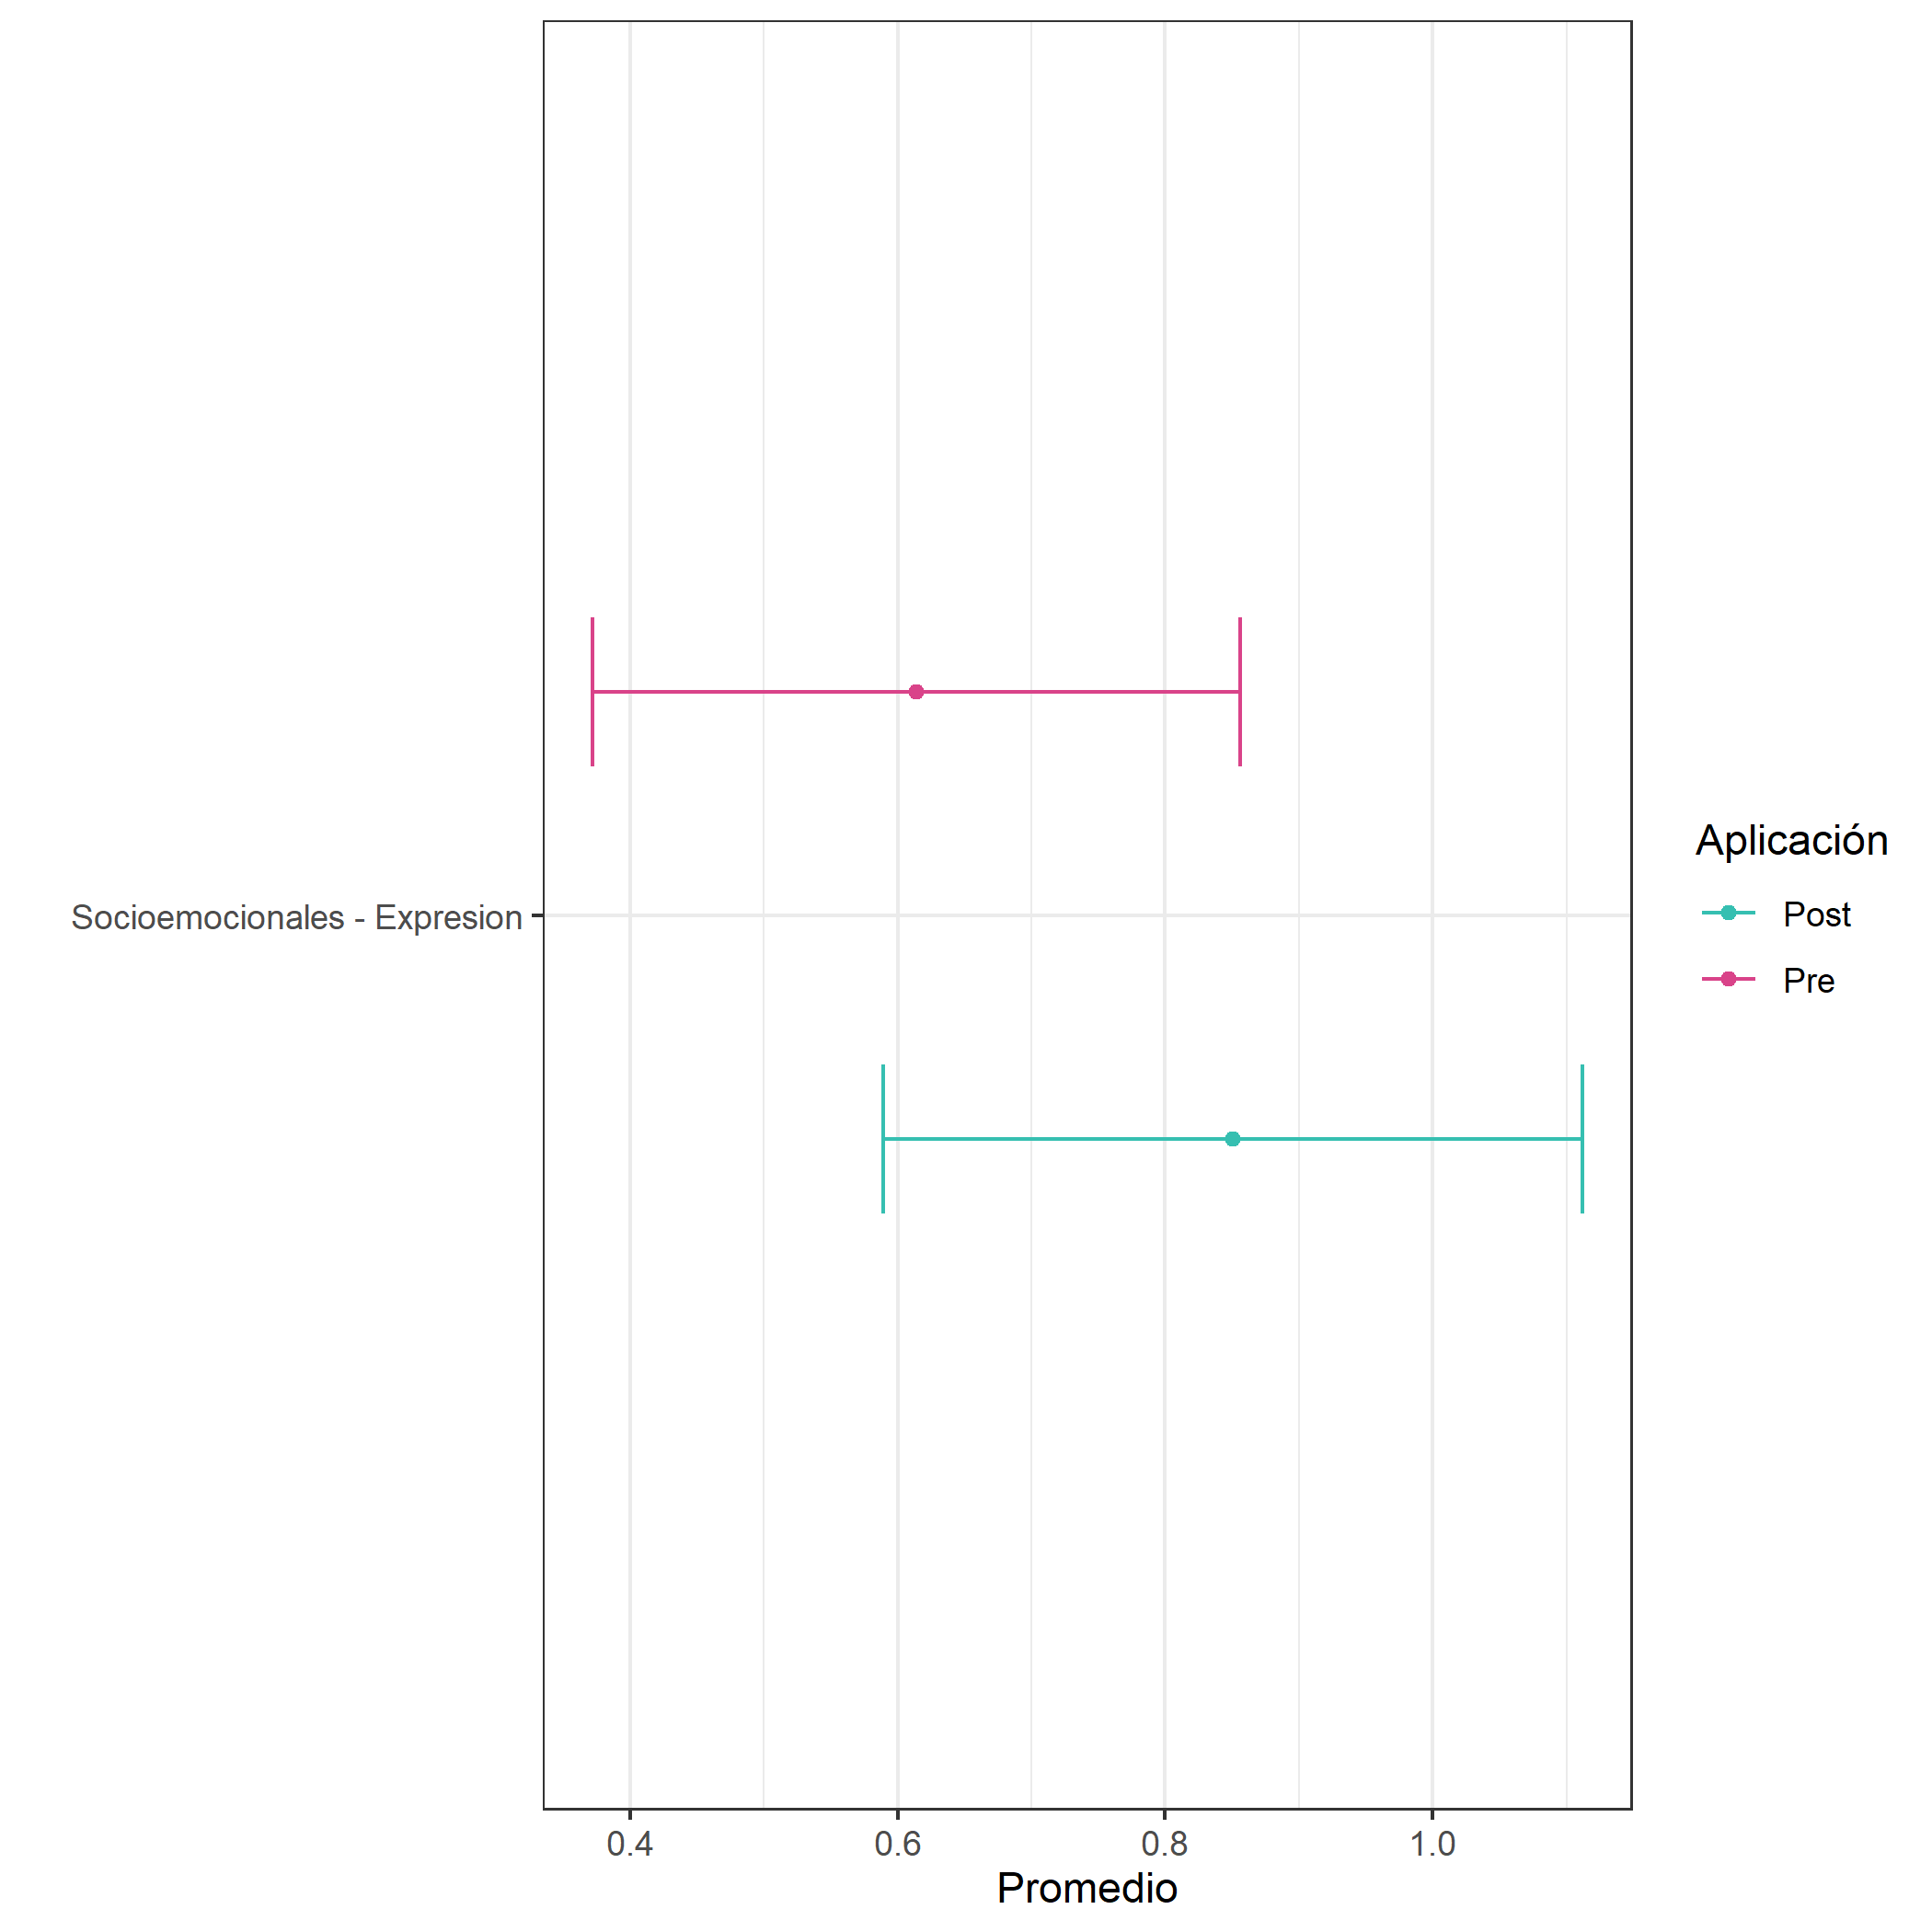 Socioemocionales - Expresion
Aplicación
Post
Pre
0.4 0.6 0.8 1.0
Promedio